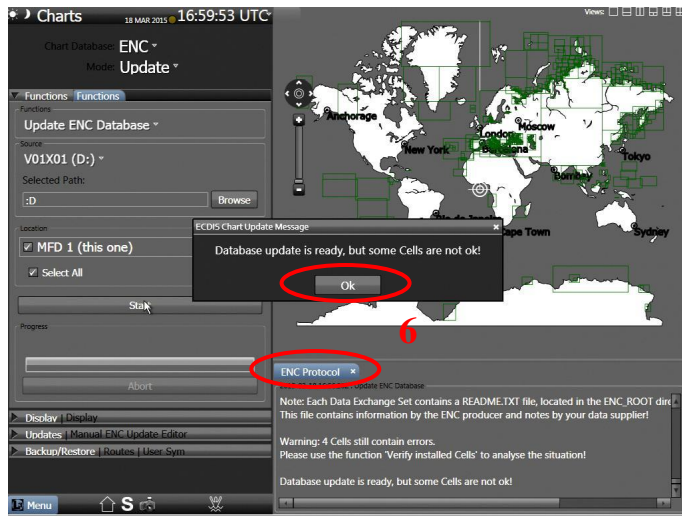 Charts
18 MAR 2015 16:59:53 UTC
Chart Database: ENC
Mode: Update
Functions Functions
Functions
Update ENC Database
Source
V01X01 (D:)
Selected Path:
:D Browse
Location
MFD 1 (this one)
Select All
Start
Progress
Abort
Display | Display
Updates | Manual ENC Update Editor
Backup/Restore | Routes | User Sym
Menu
S
Views:
Anchorage
New York
London
Moscow
Tokyo
Bombay
Cape Town
Sydney
ECDIS Chart Update Message
Database update is ready, but some Cells are not ok!
Ok
6
ENC Protocol
Update ENC Database
Note: Each Data Exchange Set contains a README.TXT file, located in the ENC_ROOT dire
This file contains information by the ENC producer and notes by your data supplier!
Warning: 4 Cells still contain errors.
Please use the function 'Verify installed Cells' to analyse the situation!
Database update is ready, but some Cells are not ok!